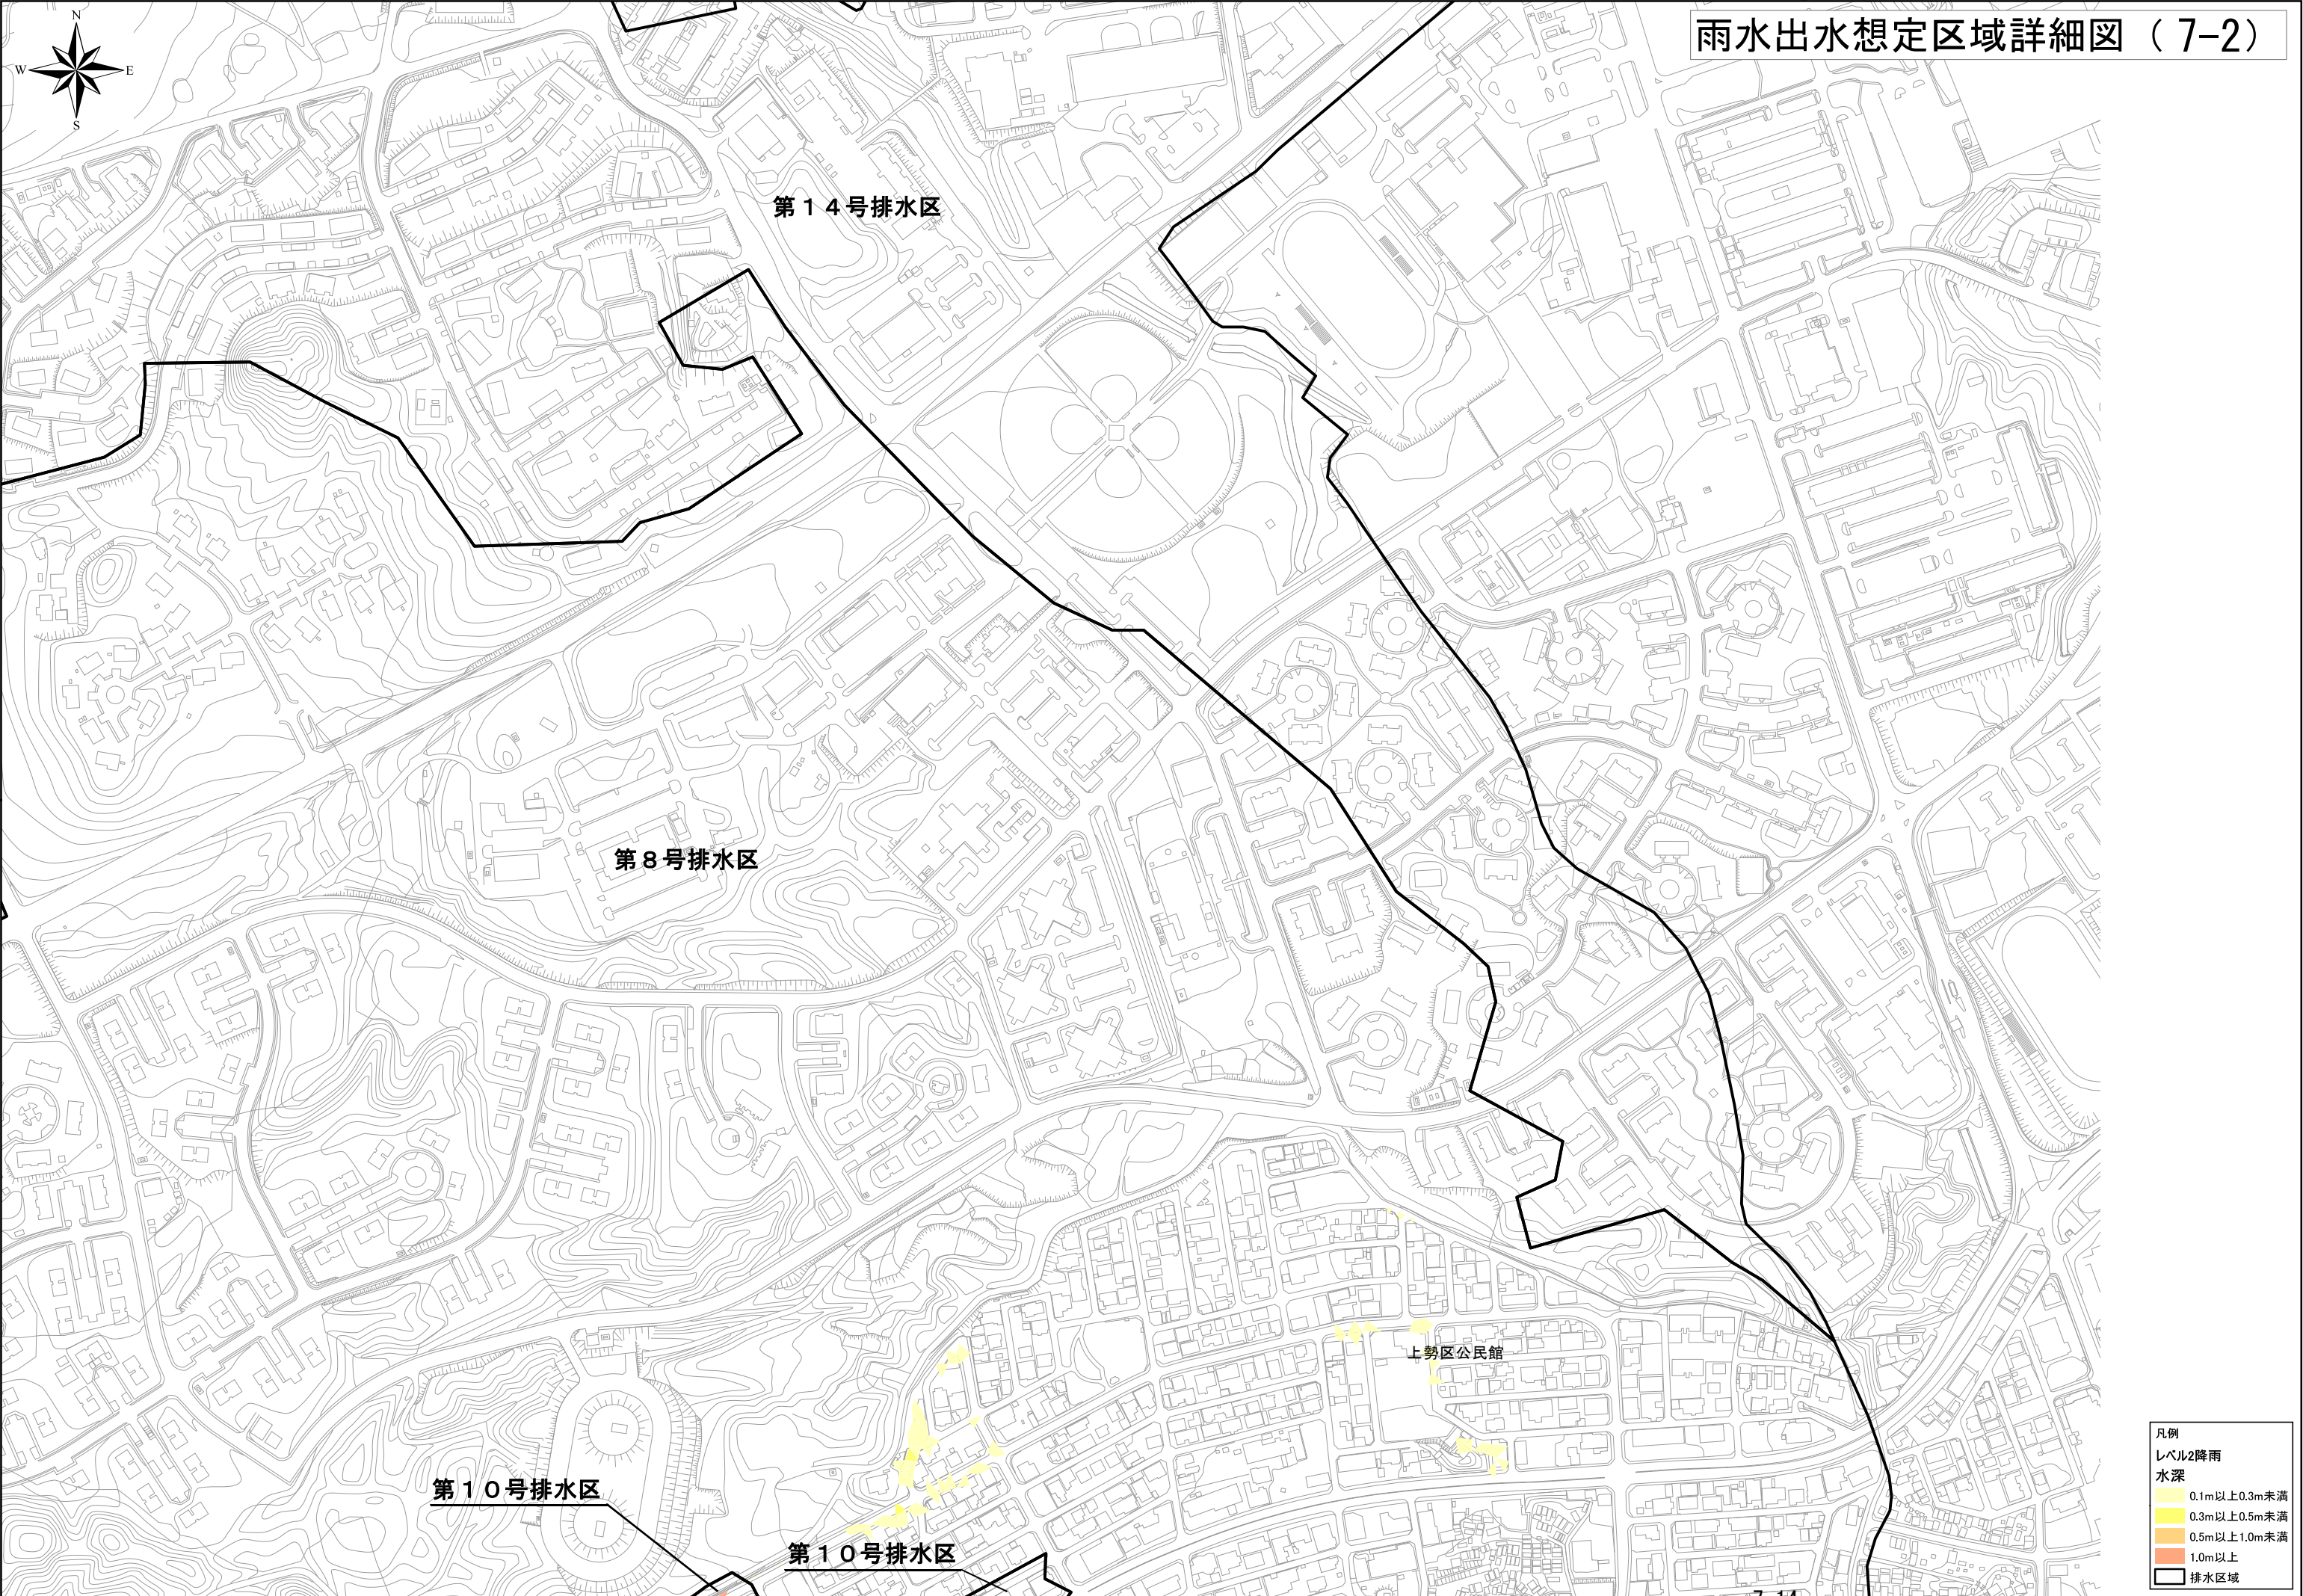 雨水出水想定区域詳細図（7-2）
N
W
E
S
第１４号排水区
第８号排水区
上勢区公民館
第１０号排水区
第１０号排水区
凡例
レベル2降雨
水深
0.1m以上0.3m未満
0.3m以上0.5m未満
0.5m以上1.0m未満
1.0m以上
排水区域